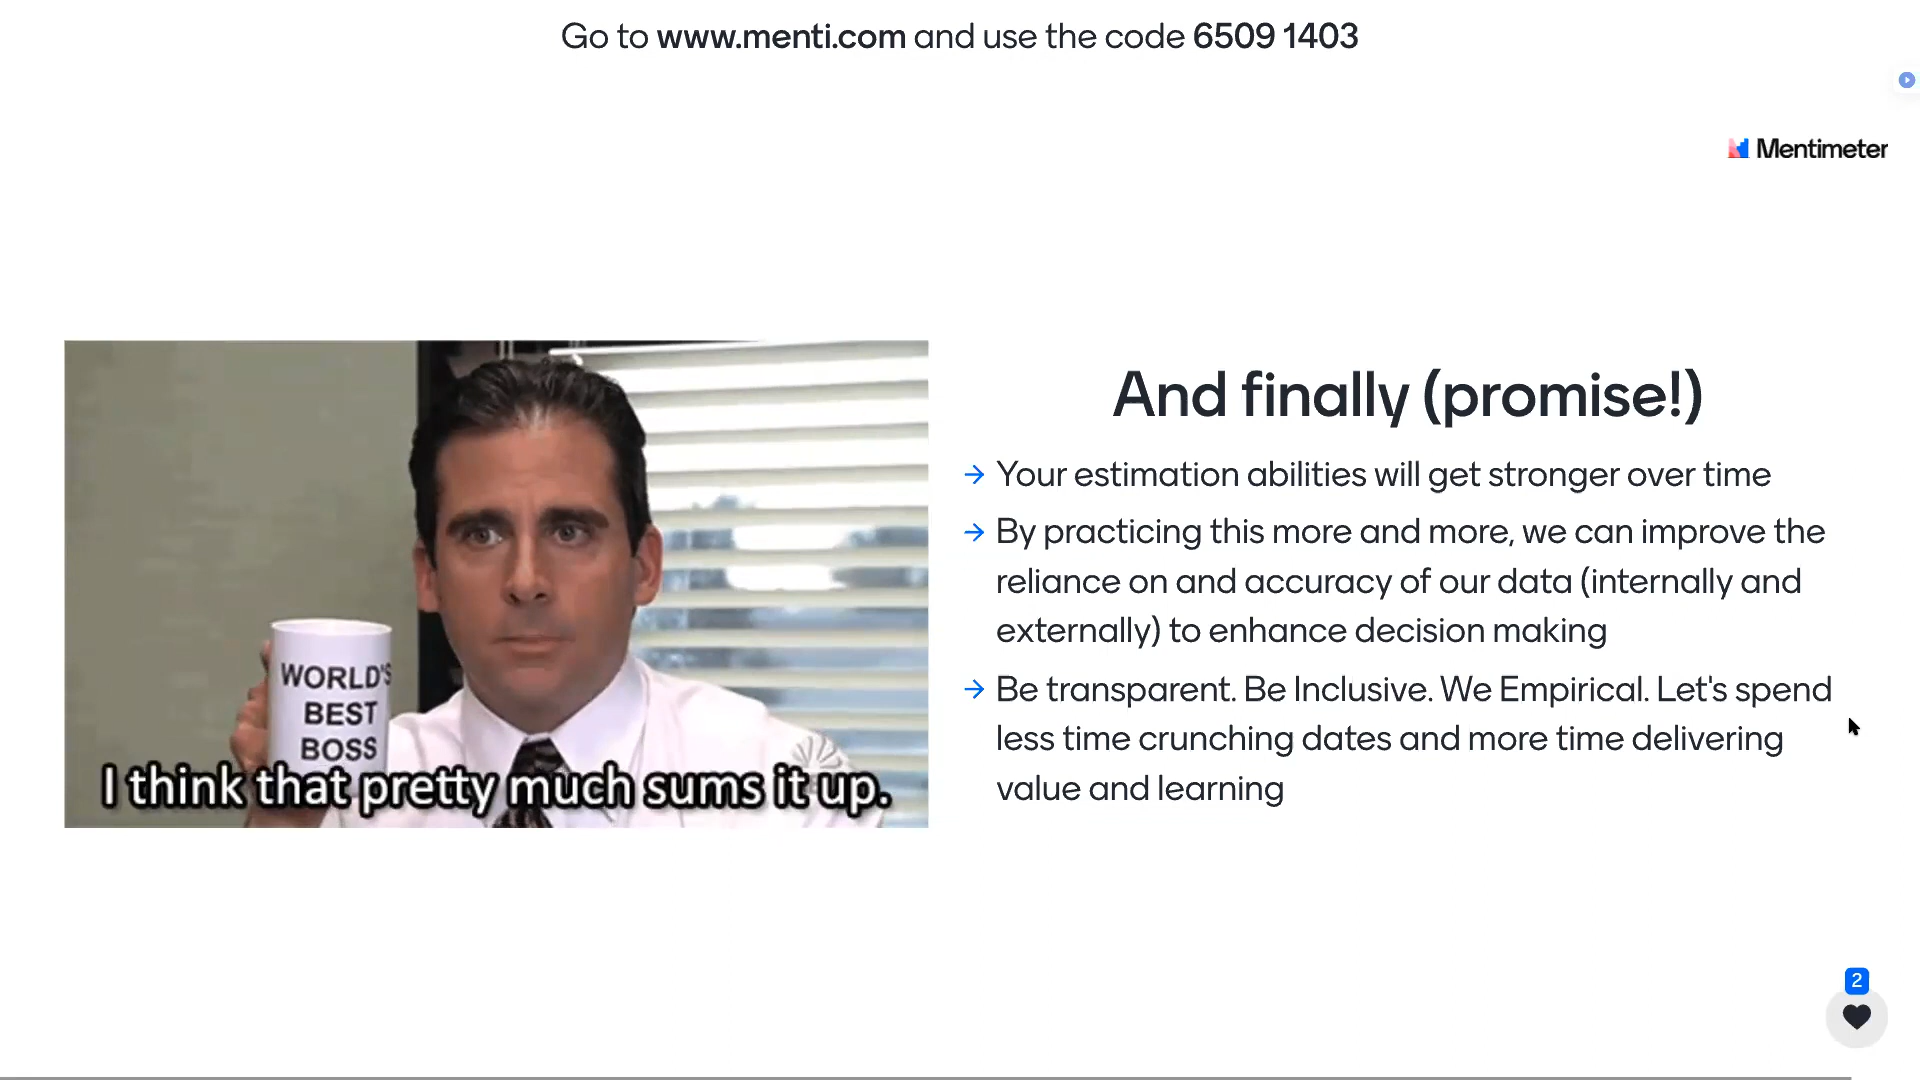 Go to www.menti.com and use the code 6509 1403
Mentimeter
WORLD'S
BEST
BOSS
I think that pretty much sums it up.
And finally (promise!)
Your estimation abilities will get stronger over time
By practicing this more and more, we can improve the
reliance on and accuracy of our data (internally and
externally) to enhance decision making
Be transparent. Be Inclusive. We Empirical. Let's spend
less time crunching dates and more time delivering
value and learning
2